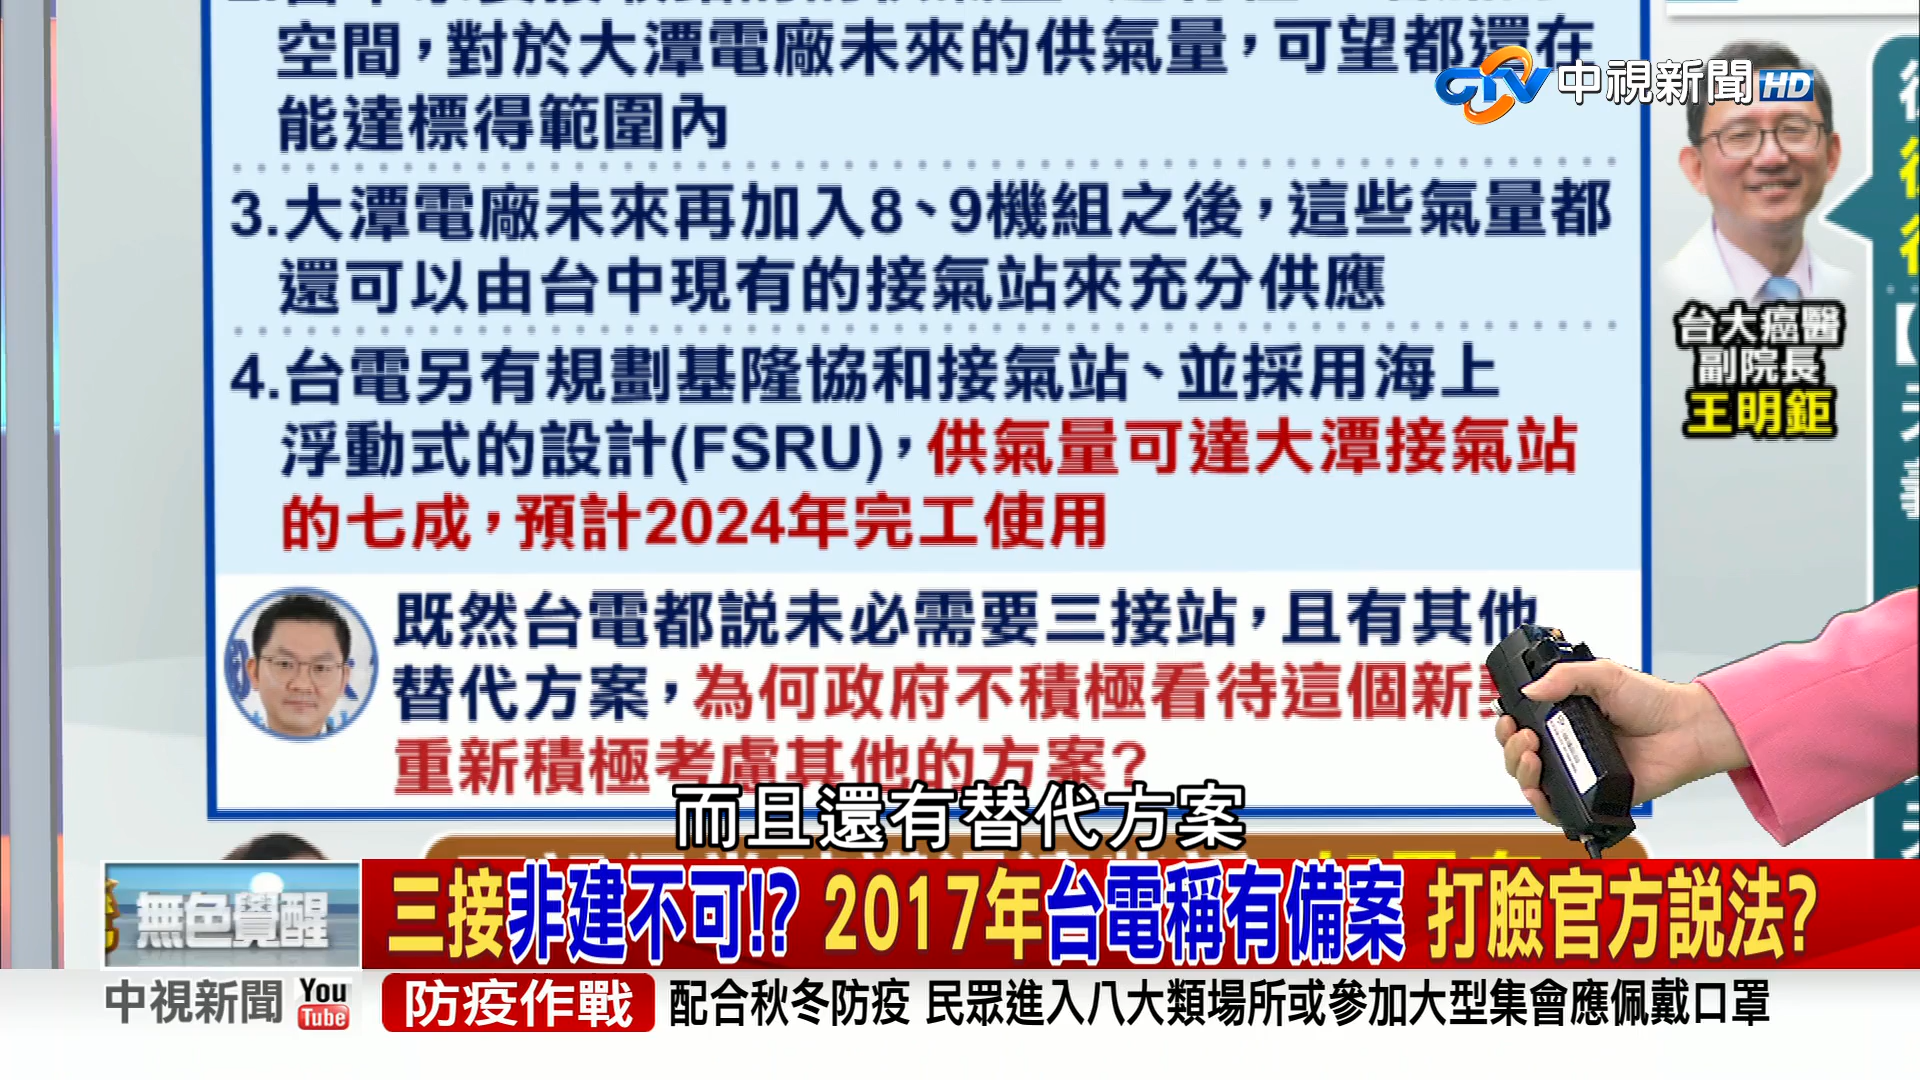 空間，對於大潭電廠未來的供氣量，可望都還在
能達標得範圍內
3.大潭電廠未來再加入8、9機組之後，這些氣量都
還可以由台中現有的接氣站來充分供應
4.台電另有規劃基隆協和接氣站、並採用海上
浮動式的設計(FSRU)，供氣量可達大潭接氣站
的七成，預計2024年完工使用
既然台電都說未必需要三接站，且有其他
替代方案，為何政府不積極看待這個新
重新積極考慮其他的方案?
CTV中視新聞HD
台大癌醫
副院長
王明鉅
而且還有替代方案
無色覺醒
三接非建不可!? 2017年台電稱有備案 打臉官方說法?
中視新聞 YouTube
防疫作戰 配合秋冬防疫 民眾進入八大類場所或參加大型集會應佩戴口罩